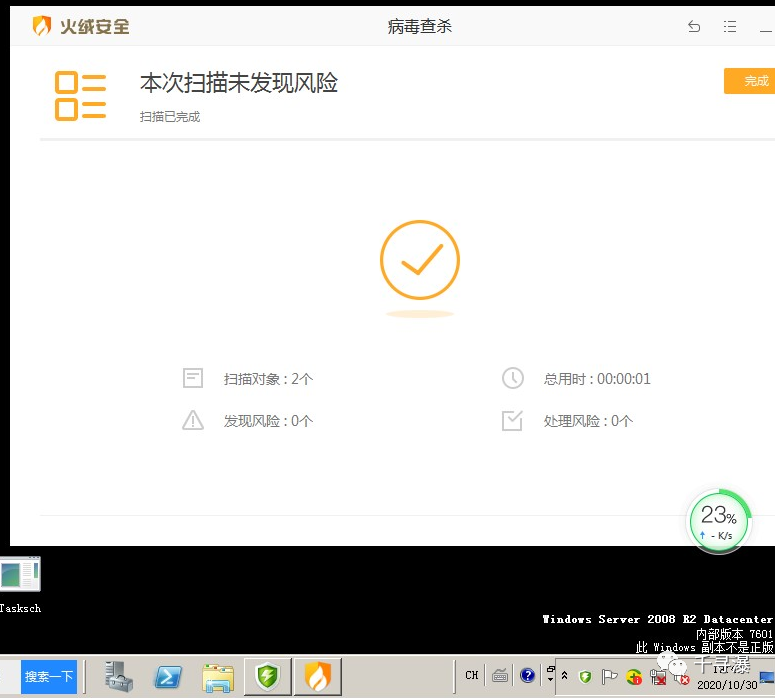 火绒安全
病毒查杀
本次扫描未发现风险
完成
扫描已完成
扫描对象 : 2个
总用时 : 00:00:01
发现风险 : 0个
处理风险 : 0个
23%
↑ - K/s
Tasksch
Windows Server 2008 R2 Datacenter
内部版本 7601
此 Windows 副本不是正版
千寻瀑
搜索一下
CH
2020/10/30